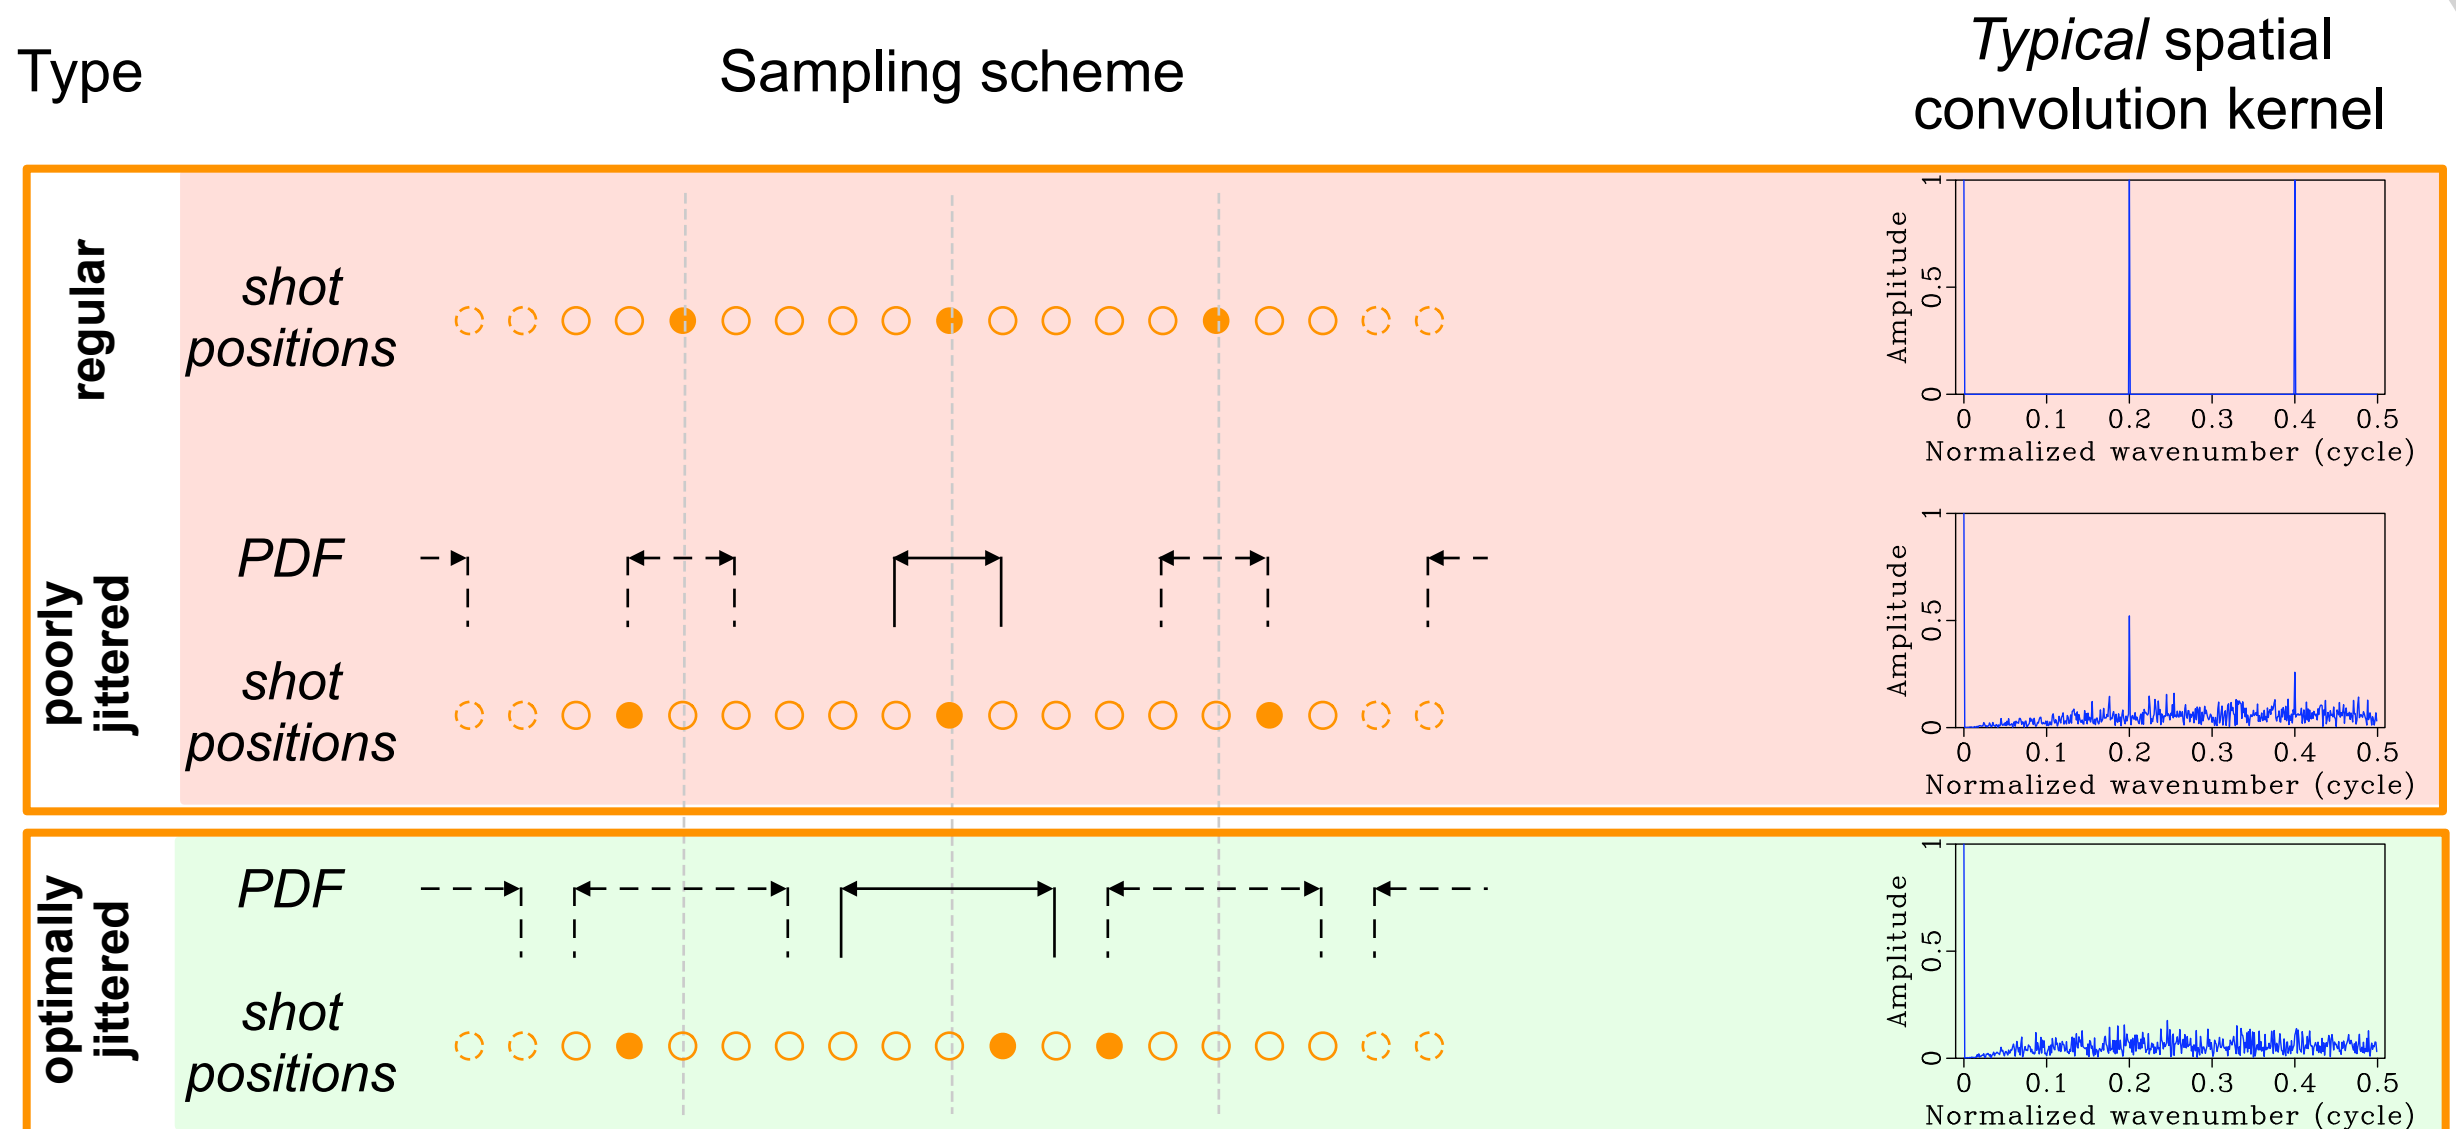 Type
Sampling scheme
Typical spatial
convolution kernel
regular
shot
positions
Amplitude
0 0.5 1
0 0.1 0.2 0.3 0.4 0.5
Normalized wavenumber (cycle)
poorly
jittered
PDF
shot
positions
Amplitude
0 0.5 1
0 0.1 0.2 0.3 0.4 0.5
Normalized wavenumber (cycle)
optimally
jittered
PDF
shot
positions
Amplitude
0 0.5 1
0 0.1 0.2 0.3 0.4 0.5
Normalized wavenumber (cycle)